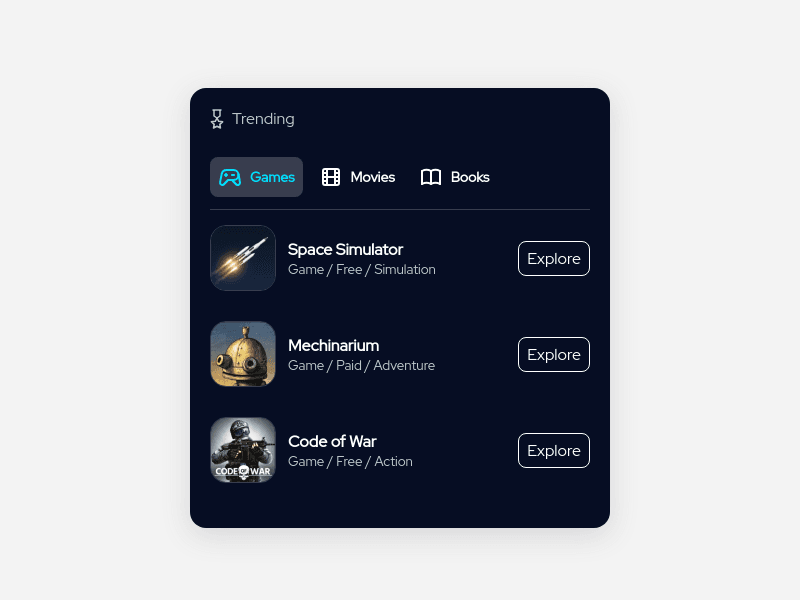 Trending
Games Movies Books
Space Simulator
Game / Free / Simulation
Explore
Mechinarium
Game / Paid / Adventure
Explore
CODE OF WAR
Code of War
Game / Free / Action
Explore